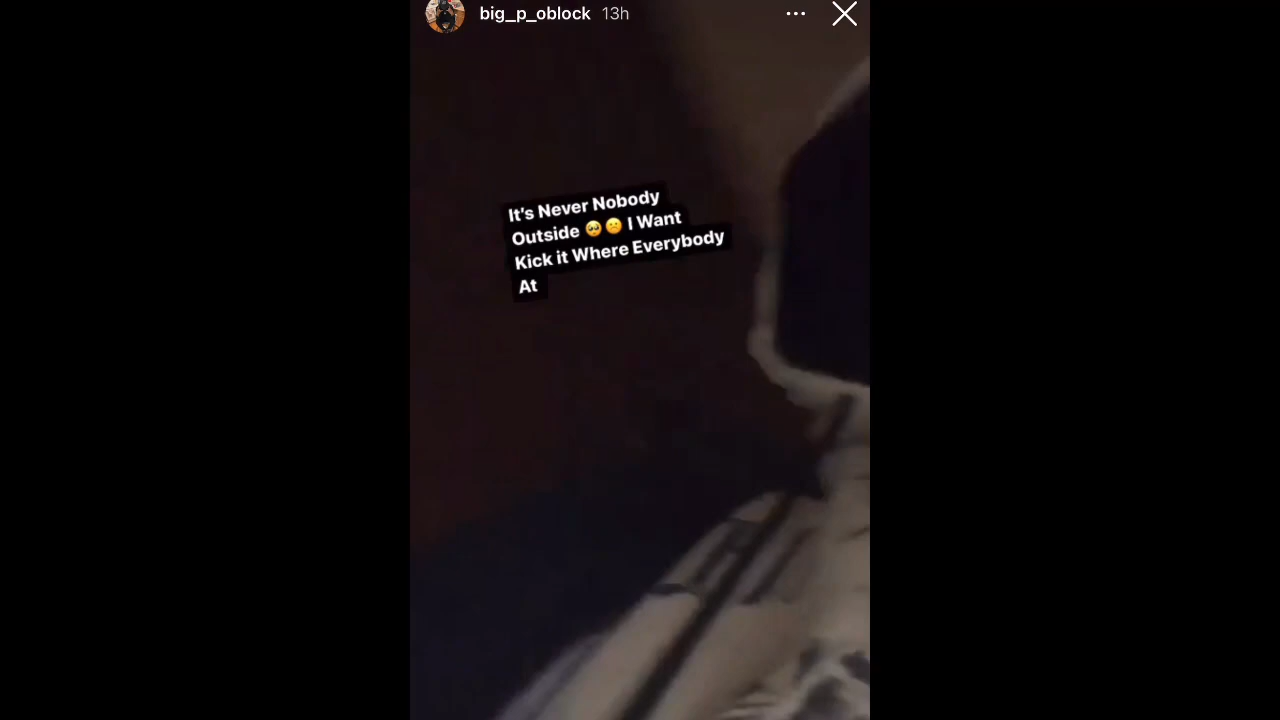 big_p_oblock 13h
It's Never Nobody
Outside 🥺☹️ I Want
Kick it Where Everybody
At